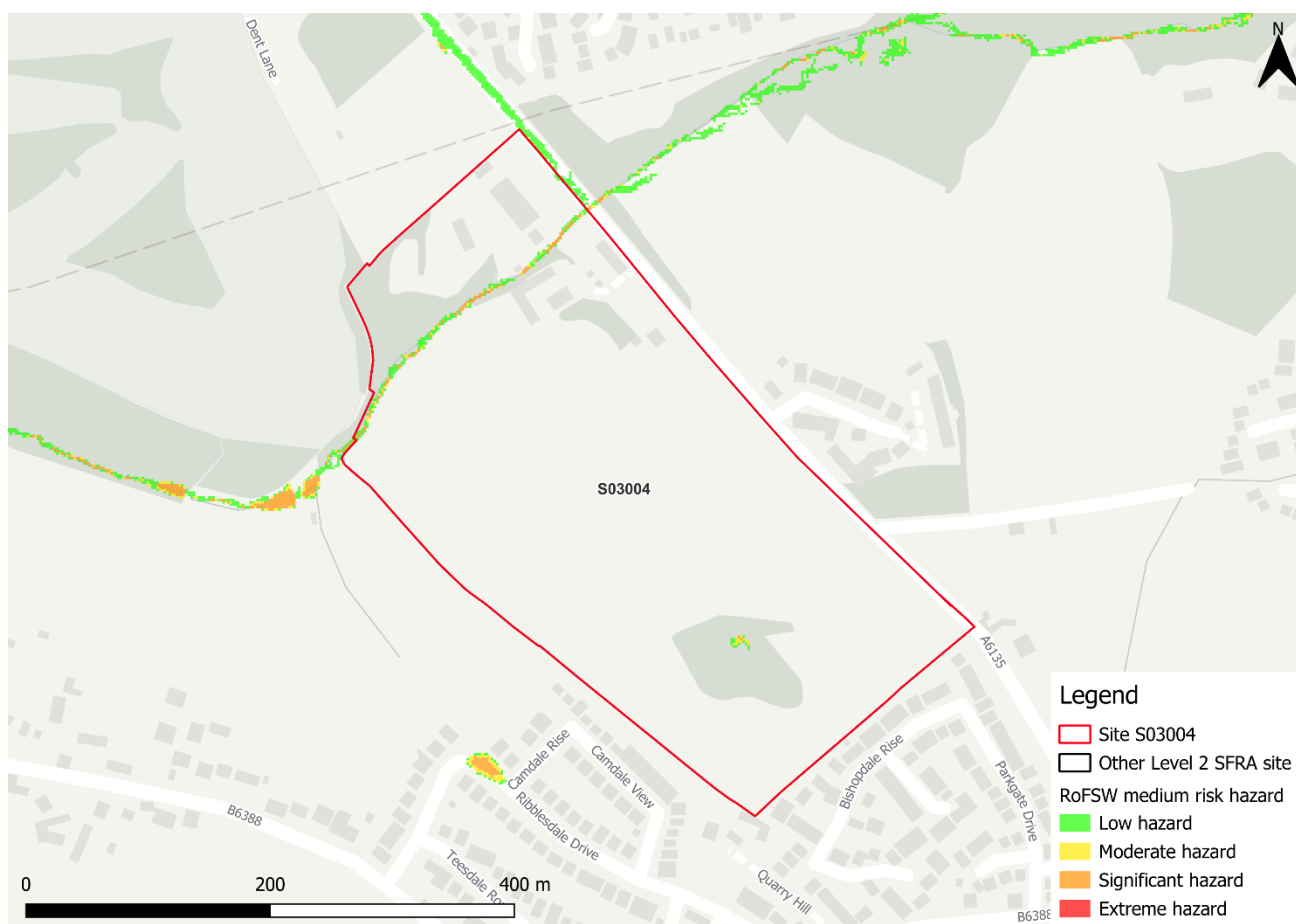 Dent Lane
N
S03004
A6135
Camdale Rise
Camdale View
Ribblesdale Drive
Bishopdale Rise
Parkgate Drive
B6388
Quarry Hill
B6388
0
200
400 m
Legend
Site S03004
Other Level 2 SFRA site
RoFSW medium risk hazard
Low hazard
Moderate hazard
Significant hazard
Extreme hazard